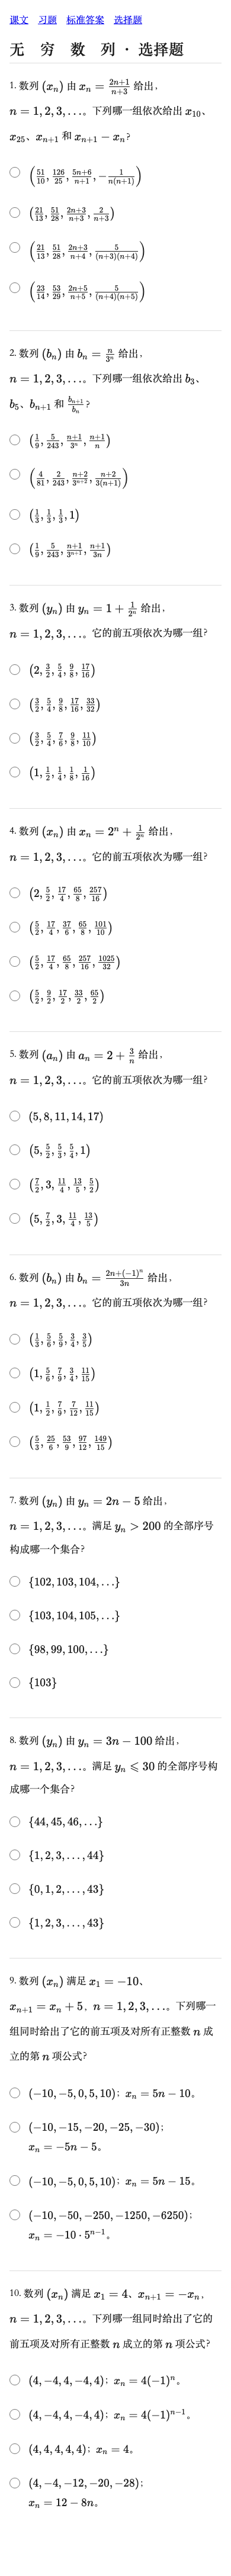 课文 习题 标准答案 选择题
无 穷 数 列 · 选择题
1. 数列 (xₙ) 由 xₙ = (2n+1)/(n+3) 给出，
n = 1, 2, 3, …。下列哪一组依次给出 x₁₀、
x₂₅、xₙ₊₁ 和 xₙ₊₁ − xₙ？
(51/10, 126/25, (5n+6)/(n+1), −1/(n(n+1)))
(21/13, 51/28, (2n+3)/(n+3), 2/(n+3))
(21/13, 51/28, (2n+3)/(n+4), 5/((n+3)(n+4)))
(23/14, 53/29, (2n+5)/(n+5), 5/((n+4)(n+5)))
2. 数列 (bₙ) 由 bₙ = n/3ⁿ 给出，
n = 1, 2, 3, …。下列哪一组依次给出 b₃、
b₅、bₙ₊₁ 和 bₙ₊₁/bₙ？
(1/9, 5/243, (n+1)/3ⁿ, (n+1)/n)
(4/81, 2/243, (n+2)/3ⁿ⁺², (n+2)/(3(n+1)))
(1/3, 1/3, 1/3, 1)
(1/9, 5/243, (n+1)/3ⁿ⁺¹, (n+1)/3n)
3. 数列 (yₙ) 由 yₙ = 1 + 1/2ⁿ 给出，
n = 1, 2, 3, …。它的前五项依次为哪一组？
(2, 3/2, 5/4, 9/8, 17/16)
(3/2, 5/4, 9/8, 17/16, 33/32)
(3/2, 5/4, 7/6, 9/8, 11/10)
(1, 1/2, 1/4, 1/8, 1/16)
4. 数列 (xₙ) 由 xₙ = 2ⁿ + 1/2ⁿ 给出，
n = 1, 2, 3, …。它的前五项依次为哪一组？
(2, 5/2, 17/4, 65/8, 257/16)
(5/2, 17/4, 37/6, 65/8, 101/10)
(5/2, 17/4, 65/8, 257/16, 1025/32)
(5/2, 9/2, 17/2, 33/2, 65/2)
5. 数列 (aₙ) 由 aₙ = 2 + 3/n 给出，
n = 1, 2, 3, …。它的前五项依次为哪一组？
(5, 8, 11, 14, 17)
(5, 5/2, 5/3, 5/4, 1)
(7/2, 3, 11/4, 13/5, 5/2)
(5, 7/2, 3, 11/4, 13/5)
6. 数列 (bₙ) 由 bₙ = (2n+(−1)ⁿ)/3n 给出，
n = 1, 2, 3, …。它的前五项依次为哪一组？
(1/3, 5/6, 5/9, 3/4, 3/5)
(1, 5/6, 7/9, 3/4, 11/15)
(1, 1/2, 7/9, 7/12, 11/15)
(5/3, 25/6, 53/9, 97/12, 149/15)
7. 数列 (yₙ) 由 yₙ = 2n − 5 给出，
n = 1, 2, 3, …。满足 yₙ > 200 的全部序号
构成哪一个集合？
{102, 103, 104, …}
{103, 104, 105, …}
{98, 99, 100, …}
{103}
8. 数列 (yₙ) 由 yₙ = 3n − 100 给出，
n = 1, 2, 3, …。满足 yₙ ⩽ 30 的全部序号构
成哪一个集合？
{44, 45, 46, …}
{1, 2, 3, …, 44}
{0, 1, 2, …, 43}
{1, 2, 3, …, 43}
9. 数列 (xₙ) 满足 x₁ = −10、
xₙ₊₁ = xₙ + 5，n = 1, 2, 3, …。下列哪一
组同时给出了它的前五项及对所有正整数 n 成
立的第 n 项公式？
(−10, −5, 0, 5, 10)；xₙ = 5n − 10。
(−10, −15, −20, −25, −30)；
xₙ = −5n − 5。
(−10, −5, 0, 5, 10)；xₙ = 5n − 15。
(−10, −50, −250, −1250, −6250)；
xₙ = −10 · 5ⁿ⁻¹。
10. 数列 (xₙ) 满足 x₁ = 4、xₙ₊₁ = −xₙ，
n = 1, 2, 3, …。下列哪一组同时给出了它的
前五项及对所有正整数 n 成立的第 n 项公式？
(4, −4, 4, −4, 4)；xₙ = 4(−1)ⁿ。
(4, −4, 4, −4, 4)；xₙ = 4(−1)ⁿ⁻¹。
(4, 4, 4, 4, 4)；xₙ = 4。
(4, −4, −12, −20, −28)；
xₙ = 12 − 8n。